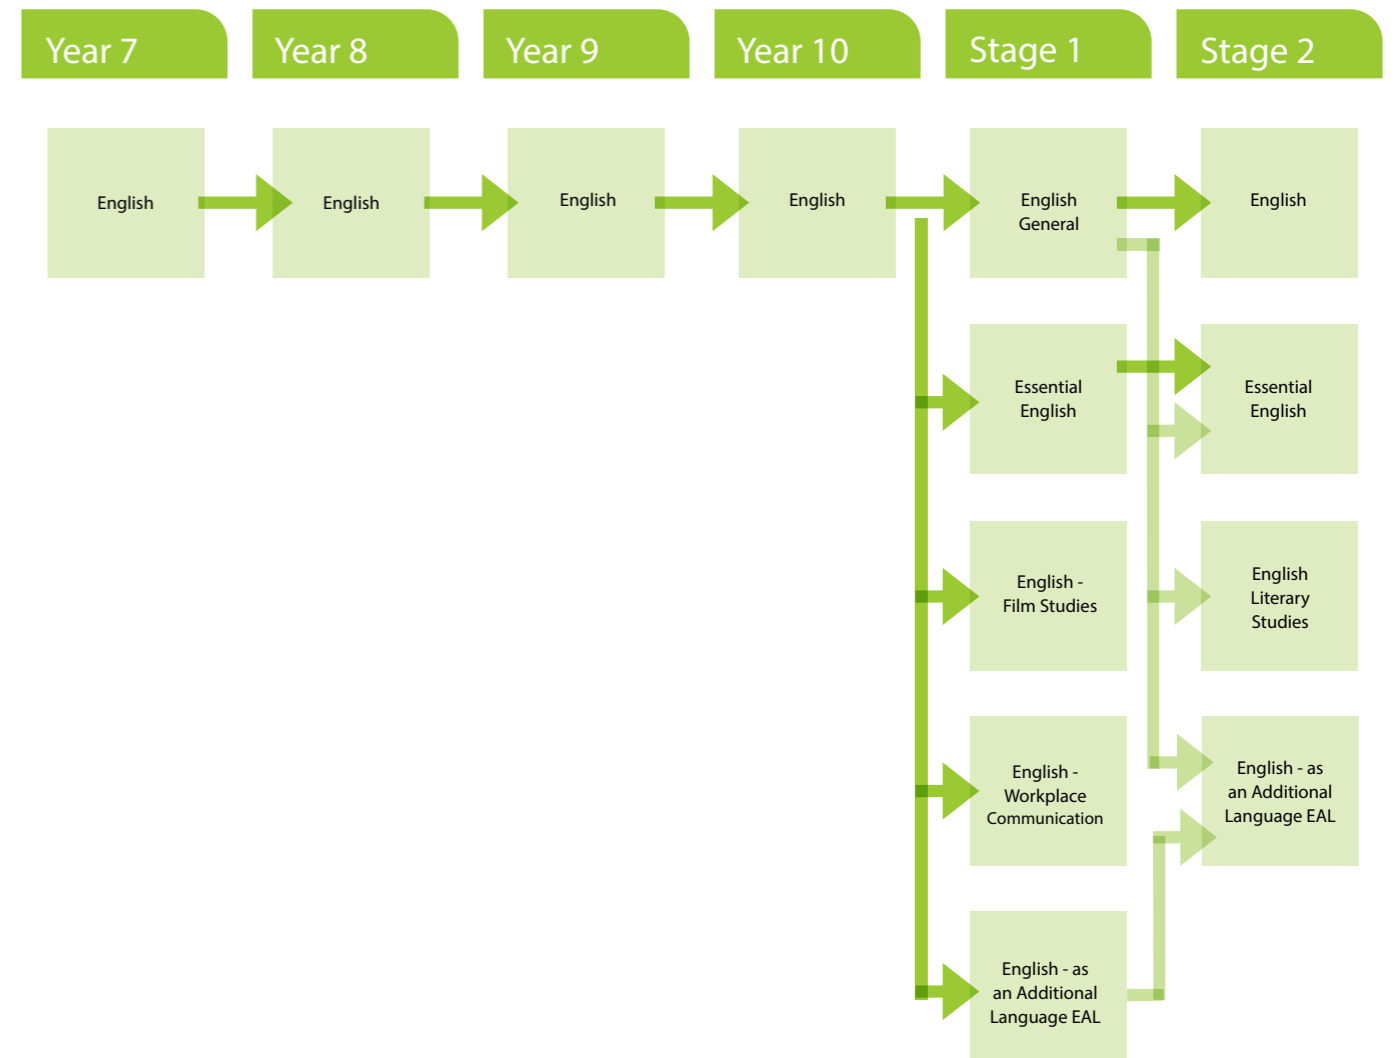 Year 7
Year 8
Year 9
Year 10
Stage 1
Stage 2
English
English
English
English
English
General
English
Essential
English
Essential
English
English -
Film Studies
English
Literary
Studies
English -
Workplace
Communication
English - as
an Additional
Language EAL
English - as
an Additional
Language EAL